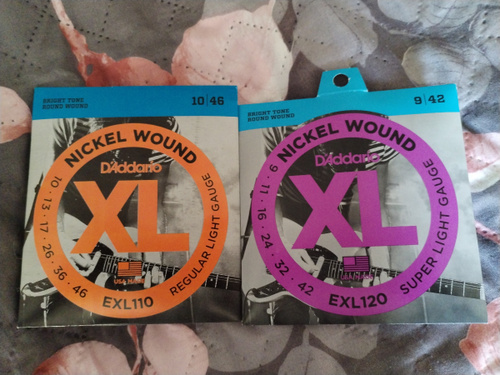 BRIGHT TONE
ROUND WOUND
10|46
NICKEL WOUND
D'Addario
XL
10 • 13 • 17 • 26 • 36 • 46
REGULAR LIGHT GAUGE
EXL110
BRIGHT TONE
ROUND WOUND
9|42
NICKEL WOUND
D'Addario
XL
9 • 11 • 16 • 24 • 32 • 42
SUPER LIGHT GAUGE
EXL120